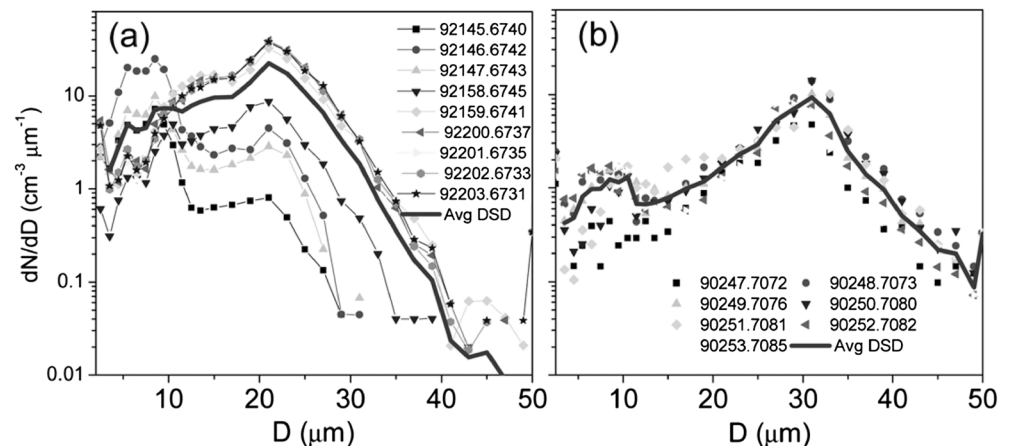 (a)
92145.6740
92146.6742
92147.6743
92158.6745
92159.6741
92200.6737
92201.6735
92202.6733
92203.6731
Avg DSD
10
1
0.1
0.01
dN/dD (cm⁻³ μm⁻¹)
10 20 30 40 50
D (μm)
(b)
90247.7072 90248.7073
90249.7076 90250.7080
90251.7081 90252.7082
90253.7085 Avg DSD
10 20 30 40 50
D (μm)